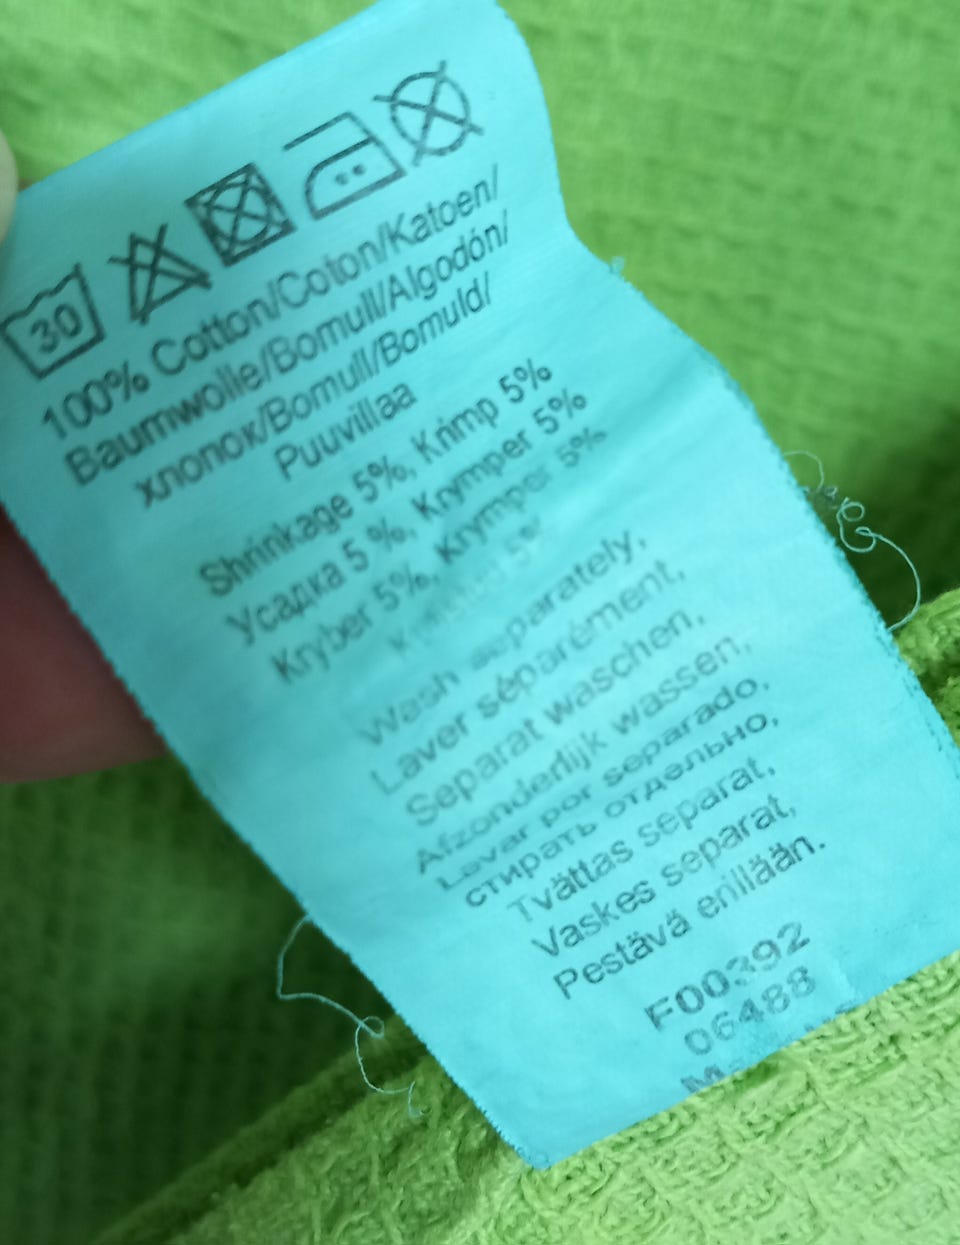 30
100% Cotton/Coton/Katoen/
Baumwolle/Bomull/Algodón/
хлопок/Bomull/Bomuld/
Puuvillaa
Shrinkage 5%, Krimp 5%
Усадка 5 %, Krymper 5%
Kryber 5%, Krymper 5%
5%
Wash separately,
Laver séparément,
Separat waschen,
Afzonderlijk wassen,
Lavar por separado,
стирать отдельно,
Tvättas separat,
Vaskes separat,
Pestävä erillään.
F00392
06488